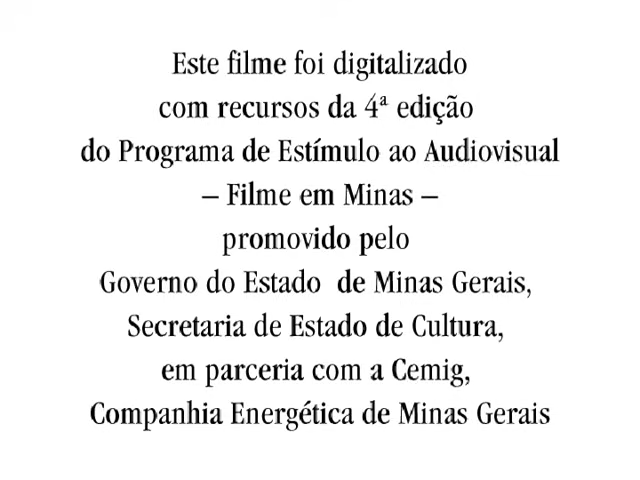 Este filme foi digitalizado
com recursos da 4ª edição
do Programa de Estímulo ao Audiovisual
– Filme em Minas –
promovido pelo
Governo do Estado de Minas Gerais,
Secretaria de Estado de Cultura,
em parceria com a Cemig,
Companhia Energética de Minas Gerais